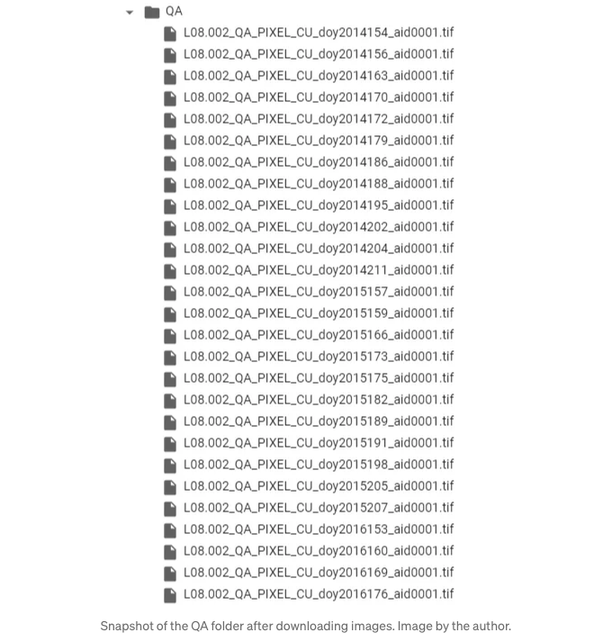 QA
L08.002_QA_PIXEL_CU_doy2014154_aid0001.tif
L08.002_QA_PIXEL_CU_doy2014156_aid0001.tif
L08.002_QA_PIXEL_CU_doy2014163_aid0001.tif
L08.002_QA_PIXEL_CU_doy2014170_aid0001.tif
L08.002_QA_PIXEL_CU_doy2014172_aid0001.tif
L08.002_QA_PIXEL_CU_doy2014179_aid0001.tif
L08.002_QA_PIXEL_CU_doy2014186_aid0001.tif
L08.002_QA_PIXEL_CU_doy2014188_aid0001.tif
L08.002_QA_PIXEL_CU_doy2014195_aid0001.tif
L08.002_QA_PIXEL_CU_doy2014202_aid0001.tif
L08.002_QA_PIXEL_CU_doy2014204_aid0001.tif
L08.002_QA_PIXEL_CU_doy2014211_aid0001.tif
L08.002_QA_PIXEL_CU_doy2015157_aid0001.tif
L08.002_QA_PIXEL_CU_doy2015159_aid0001.tif
L08.002_QA_PIXEL_CU_doy2015166_aid0001.tif
L08.002_QA_PIXEL_CU_doy2015173_aid0001.tif
L08.002_QA_PIXEL_CU_doy2015175_aid0001.tif
L08.002_QA_PIXEL_CU_doy2015182_aid0001.tif
L08.002_QA_PIXEL_CU_doy2015189_aid0001.tif
L08.002_QA_PIXEL_CU_doy2015191_aid0001.tif
L08.002_QA_PIXEL_CU_doy2015198_aid0001.tif
L08.002_QA_PIXEL_CU_doy2015205_aid0001.tif
L08.002_QA_PIXEL_CU_doy2015207_aid0001.tif
L08.002_QA_PIXEL_CU_doy2016153_aid0001.tif
L08.002_QA_PIXEL_CU_doy2016160_aid0001.tif
L08.002_QA_PIXEL_CU_doy2016169_aid0001.tif
L08.002_QA_PIXEL_CU_doy2016176_aid0001.tif
Snapshot of the QA folder after downloading images. Image by the author.